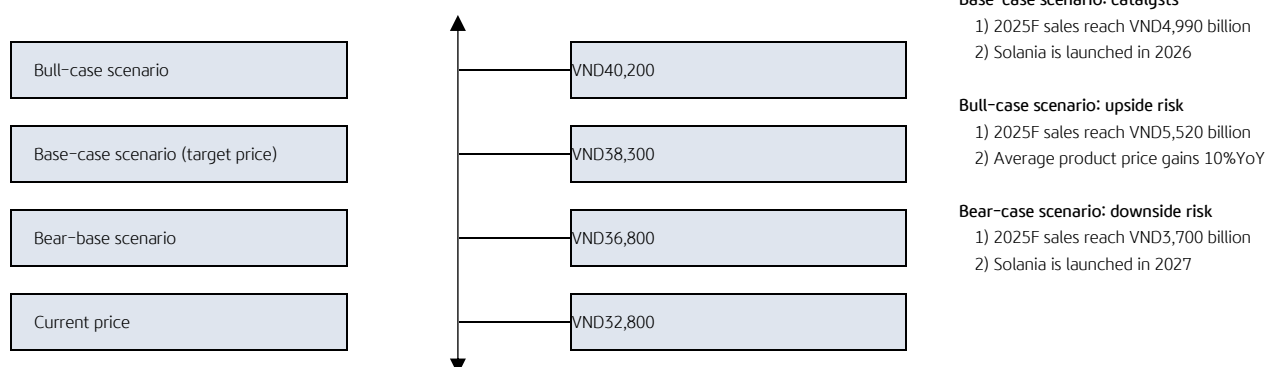 Base-case scenario: catalysts
1) 2025F sales reach VND4,990 billion
2) Solania is launched in 2026
Bull-case scenario VND40,200
Bull-case scenario: upside risk
1) 2025F sales reach VND5,520 billion
2) Average product price gains 10%YoY
Base-case scenario (target price) VND38,300
Bear-case scenario: downside risk
1) 2025F sales reach VND3,700 billion
2) Solania is launched in 2027
Bear-base scenario VND36,800
Current price VND32,800